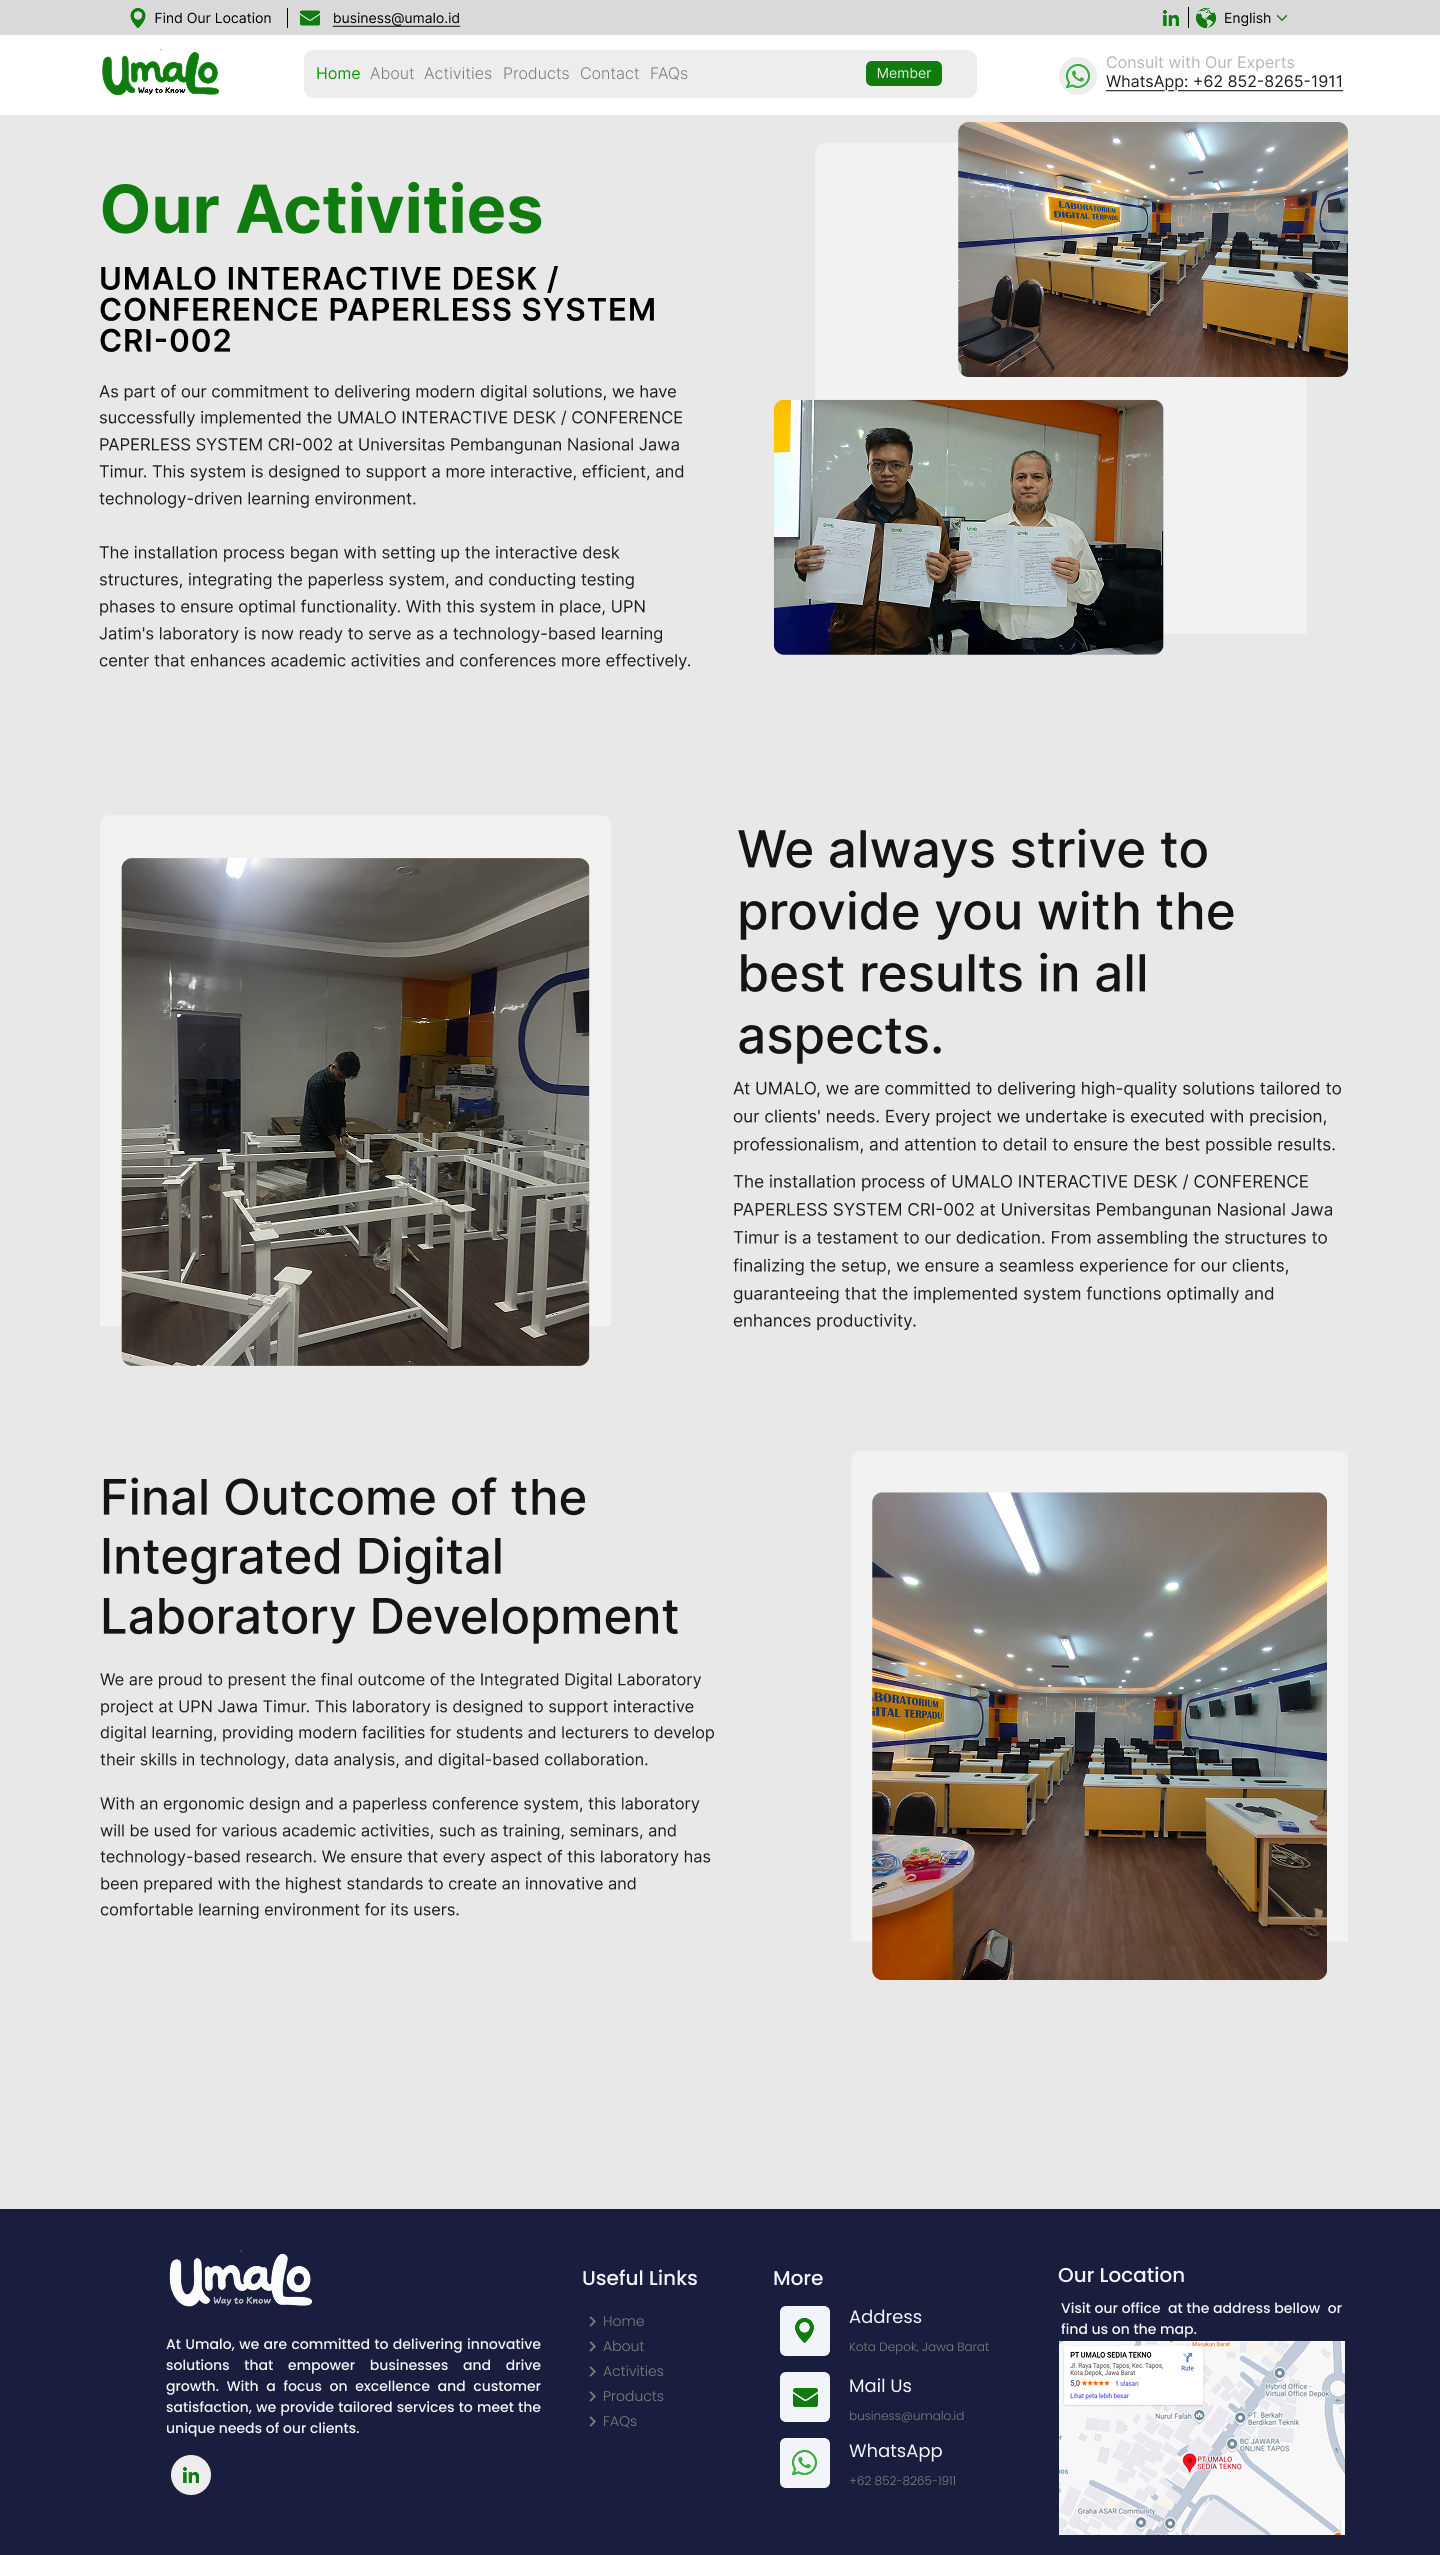 Find Our Location
business@umalo.id
English
Umalo
Way to Know
Home About Activities Products Contact FAQs
Member
Consult with Our Experts
WhatsApp: +62 852-8265-1911
Our Activities
UMALO INTERACTIVE DESK /
CONFERENCE PAPERLESS SYSTEM
CRI-002
As part of our commitment to delivering modern digital solutions, we have
successfully implemented the UMALO INTERACTIVE DESK / CONFERENCE
PAPERLESS SYSTEM CRI-002 at Universitas Pembangunan Nasional Jawa
Timur. This system is designed to support a more interactive, efficient, and
technology-driven learning environment.
The installation process began with setting up the interactive desk
structures, integrating the paperless system, and conducting testing
phases to ensure optimal functionality. With this system in place, UPN
Jatim's laboratory is now ready to serve as a technology-based learning
center that enhances academic activities and conferences more effectively.
LABORATORIUM
DIGITAL TERPADU
We always strive to
provide you with the
best results in all
aspects.
At UMALO, we are committed to delivering high-quality solutions tailored to
our clients' needs. Every project we undertake is executed with precision,
professionalism, and attention to detail to ensure the best possible results.
The installation process of UMALO INTERACTIVE DESK / CONFERENCE
PAPERLESS SYSTEM CRI-002 at Universitas Pembangunan Nasional Jawa
Timur is a testament to our dedication. From assembling the structures to
finalizing the setup, we ensure a seamless experience for our clients,
guaranteeing that the implemented system functions optimally and
enhances productivity.
Final Outcome of the
Integrated Digital
Laboratory Development
We are proud to present the final outcome of the Integrated Digital Laboratory
project at UPN Jawa Timur. This laboratory is designed to support interactive
digital learning, providing modern facilities for students and lecturers to develop
their skills in technology, data analysis, and digital-based collaboration.
With an ergonomic design and a paperless conference system, this laboratory
will be used for various academic activities, such as training, seminars, and
technology-based research. We ensure that every aspect of this laboratory has
been prepared with the highest standards to create an innovative and
comfortable learning environment for its users.
BORATORIUM
GITAL TERPADU
Umalo
Way to Know
At Umalo, we are committed to delivering innovative
solutions that empower businesses and drive
growth. With a focus on excellence and customer
satisfaction, we provide tailored services to meet the
unique needs of our clients.
Useful Links
Home
About
Activities
Products
FAQs
More
Address
Kota Depok, Jawa Barat
Mail Us
business@umalo.id
WhatsApp
+62 852-8265-1911
Our Location
Visit our office at the address bellow or
find us on the map.
Masakan Barat
PT UMALO SEDIA TEKNO
Jl. Raya Tapos, Tapos, Kec. Tapos,
Kota Depok, Jawa Barat
Rute
5,0 ★★★★★ 1 ulasan
Lihat peta lebih besar
Hybrid Office -
Virtual Office Depok
Nurul Falah
PT. Berkah
Berdikari Teknik
BC JAWARA
ONLINE TAPOS
PT UMALO
SEDIA TEKNO
Graha ASAR Community